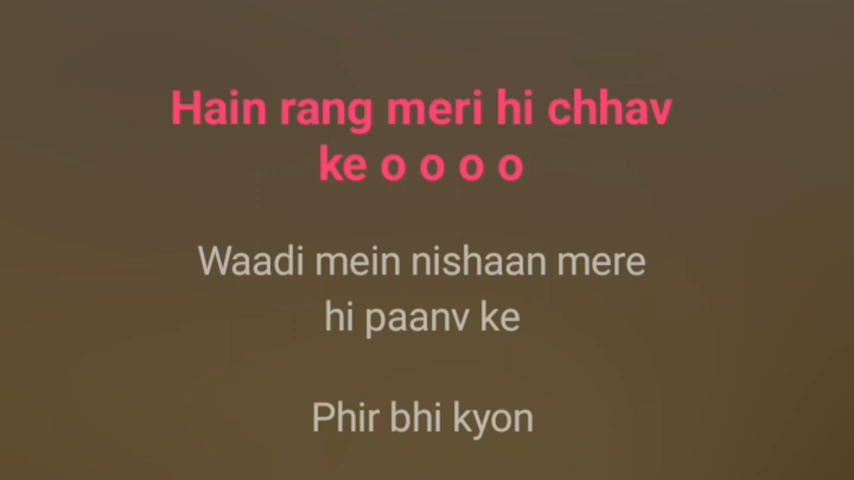 Hain rang meri hi chhav
ke o o o o
Waadi mein nishaan mere
hi paanv ke
Phir bhi kyon